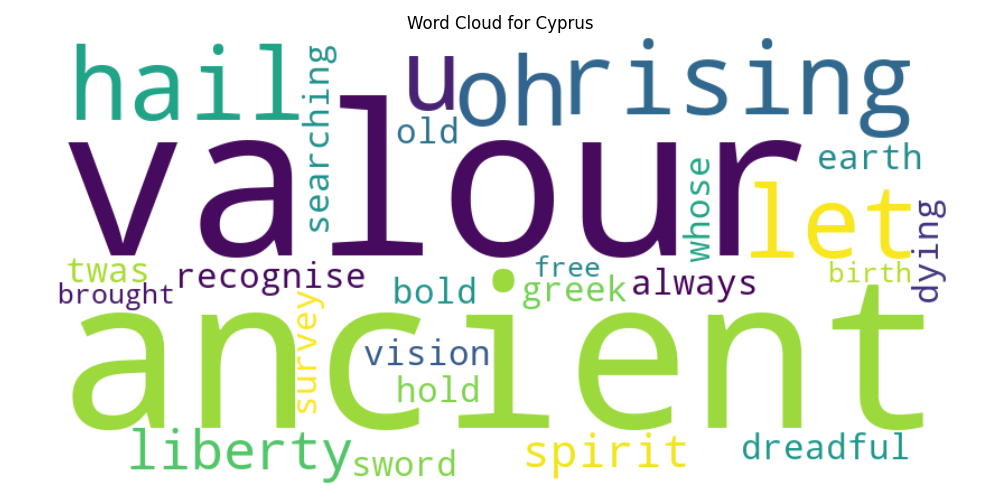 Word Cloud for Cyprus
hail
searching
u
oh
rising
old
valour
whose
earth
let
dying
twas
brought
recognise
bold
free
greek
always
birth
ancient
survey
vision
hold
liberty
sword
spirit
dreadful